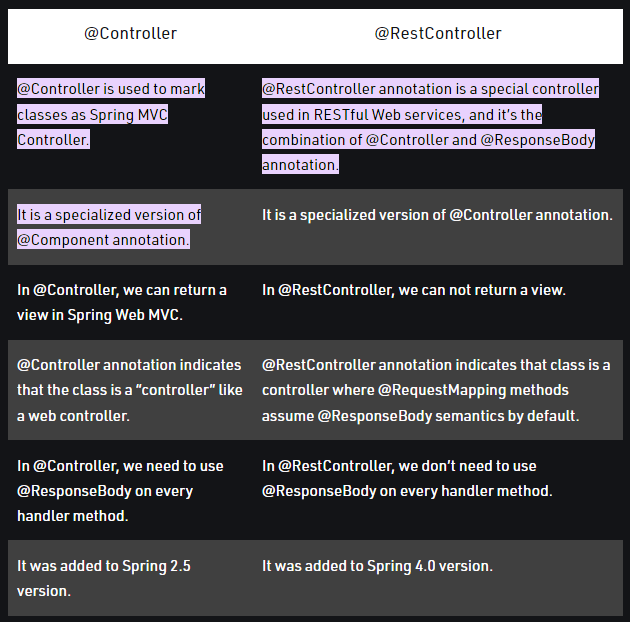 @Controller
@RestController
@Controller is used to mark
classes as Spring MVC
Controller.
@RestController annotation is a special controller
used in RESTful Web services, and it’s the
combination of @Controller and @ResponseBody
annotation.
It is a specialized version of
@Component annotation.
It is a specialized version of @Controller annotation.
In @Controller, we can return a
view in Spring Web MVC.
In @RestController, we can not return a view.
@Controller annotation indicates
that the class is a “controller” like
a web controller.
@RestController annotation indicates that class is a
controller where @RequestMapping methods
assume @ResponseBody semantics by default.
In @Controller, we need to use
@ResponseBody on every
handler method.
In @RestController, we don’t need to use
@ResponseBody on every handler method.
It was added to Spring 2.5
version.
It was added to Spring 4.0 version.